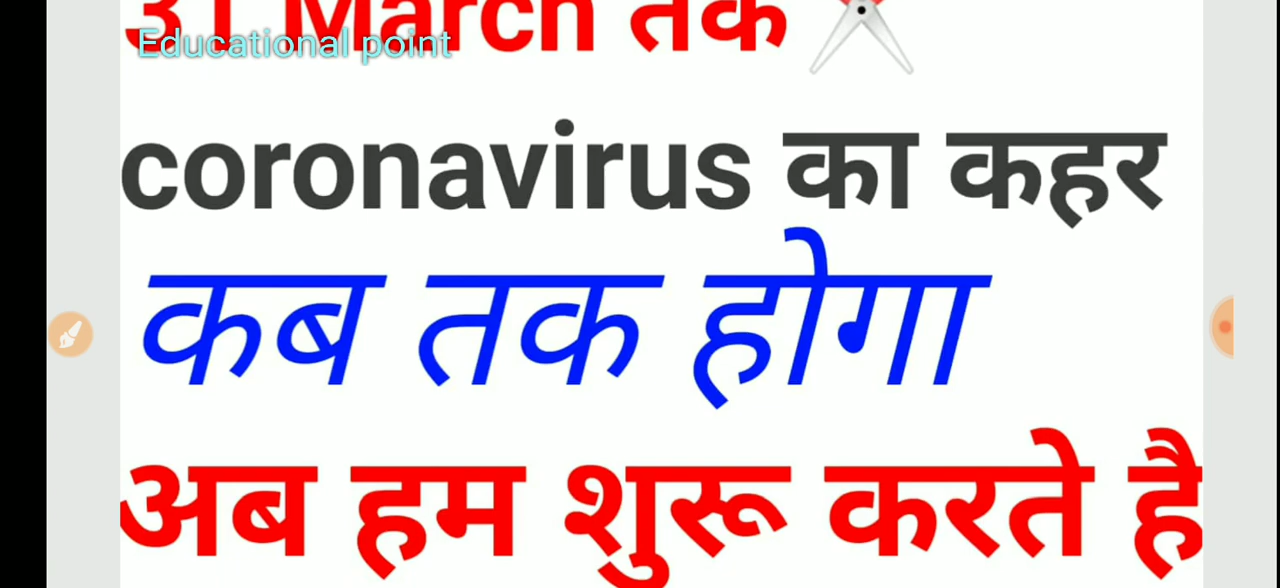 31 March तक
Educational point
coronavirus का कहर
कब तक होगा
अब हम शुरू करते है